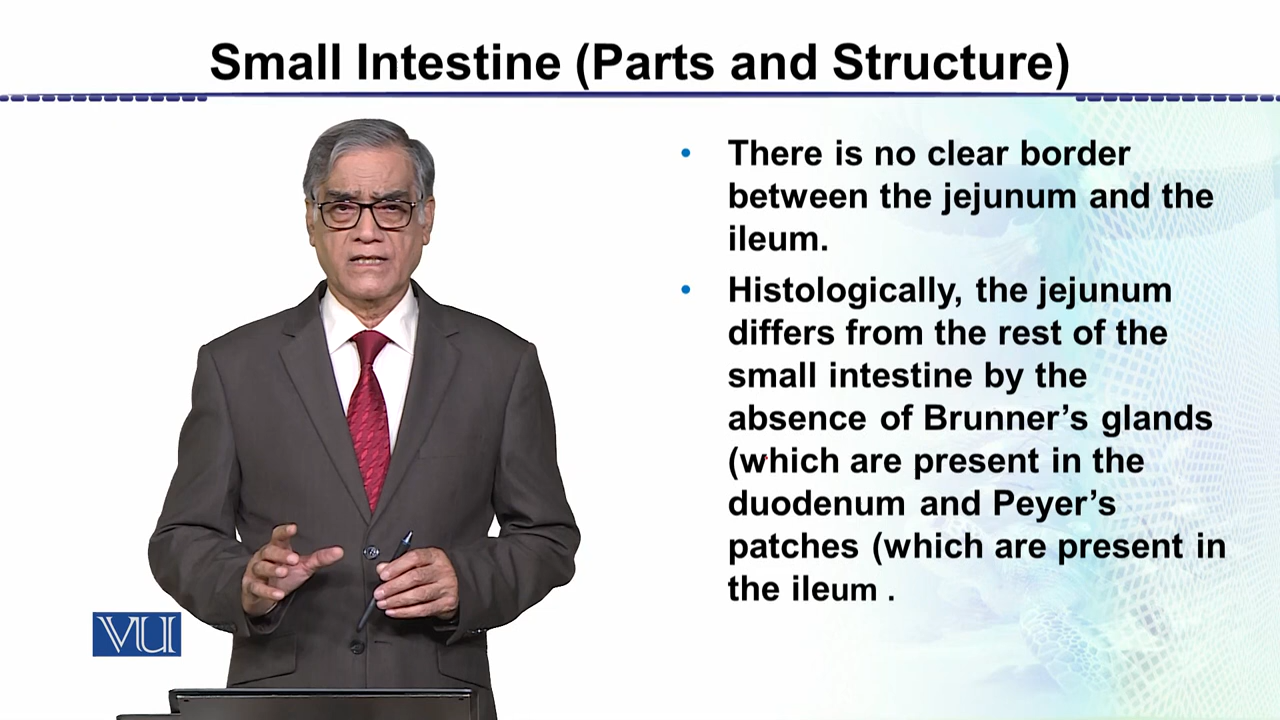 Small Intestine (Parts and Structure)
• There is no clear border
between the jejunum and the
ileum.
• Histologically, the jejunum
differs from the rest of the
small intestine by the
absence of Brunner’s glands
(which are present in the
duodenum and Peyer’s
patches (which are present in
the ileum .
VU